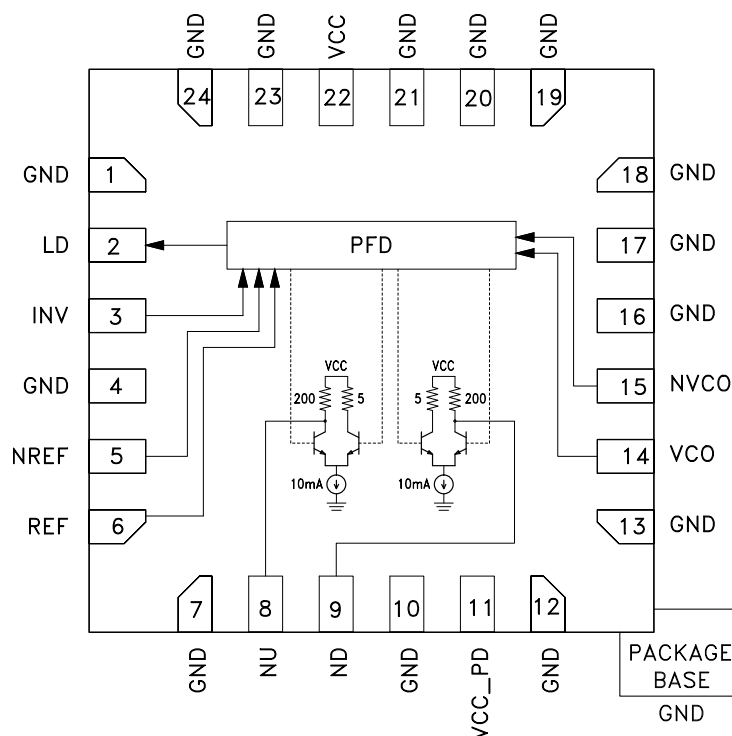 GND
GND
VCC
GND
GND
GND
24
23
22
21
20
19
GND 1
18 GND
LD 2
PFD
17 GND
INV 3
16 GND
GND 4
VCC
VCC
200
5
5
200
15 NVCO
NREF 5
14 VCO
10mA
10mA
REF 6
13 GND
7
8
9
10
11
12
GND
NU
ND
GND
VCC_PD
GND
PACKAGE
BASE
GND